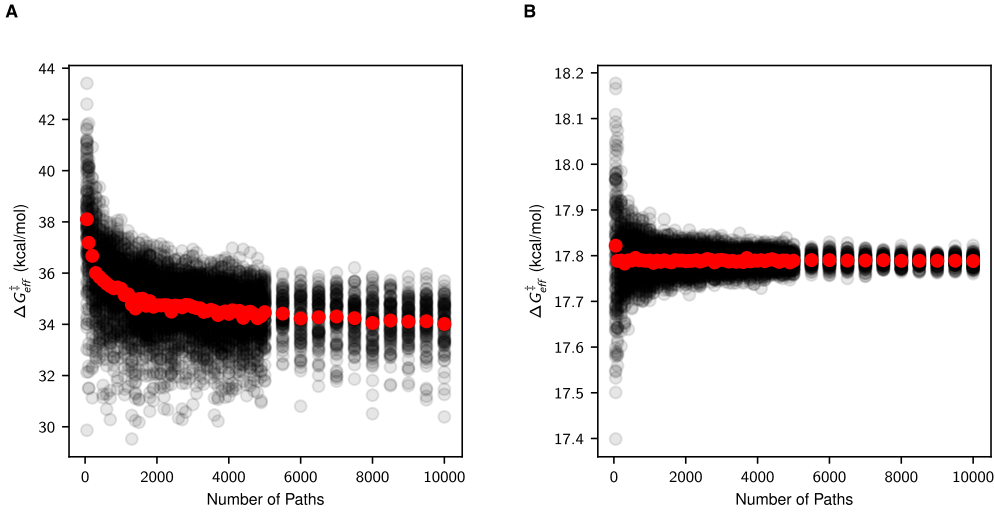 A
B
44
42
40
38
36
34
32
30
Δ G‡eff (kcal/mol)
0 2000 4000 6000 8000 10000
Number of Paths
18.2
18.1
18.0
17.9
17.8
17.7
17.6
17.5
17.4
Δ G‡eff (kcal/mol)
0 2000 4000 6000 8000 10000
Number of Paths